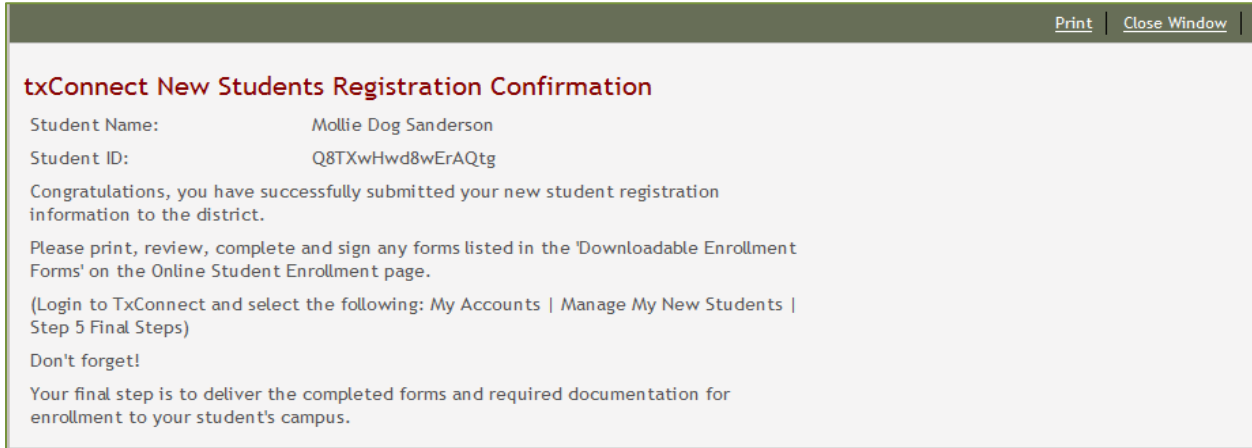 Print | Close Window |
txConnect New Students Registration Confirmation
Student Name: Mollie Dog Sanderson
Student ID: Q8TXwHwd8wErAQtg
Congratulations, you have successfully submitted your new student registration
information to the district.
Please print, review, complete and sign any forms listed in the 'Downloadable Enrollment
Forms' on the Online Student Enrollment page.
(Login to TxConnect and select the following: My Accounts | Manage My New Students |
Step 5 Final Steps)
Don't forget!
Your final step is to deliver the completed forms and required documentation for
enrollment to your student's campus.